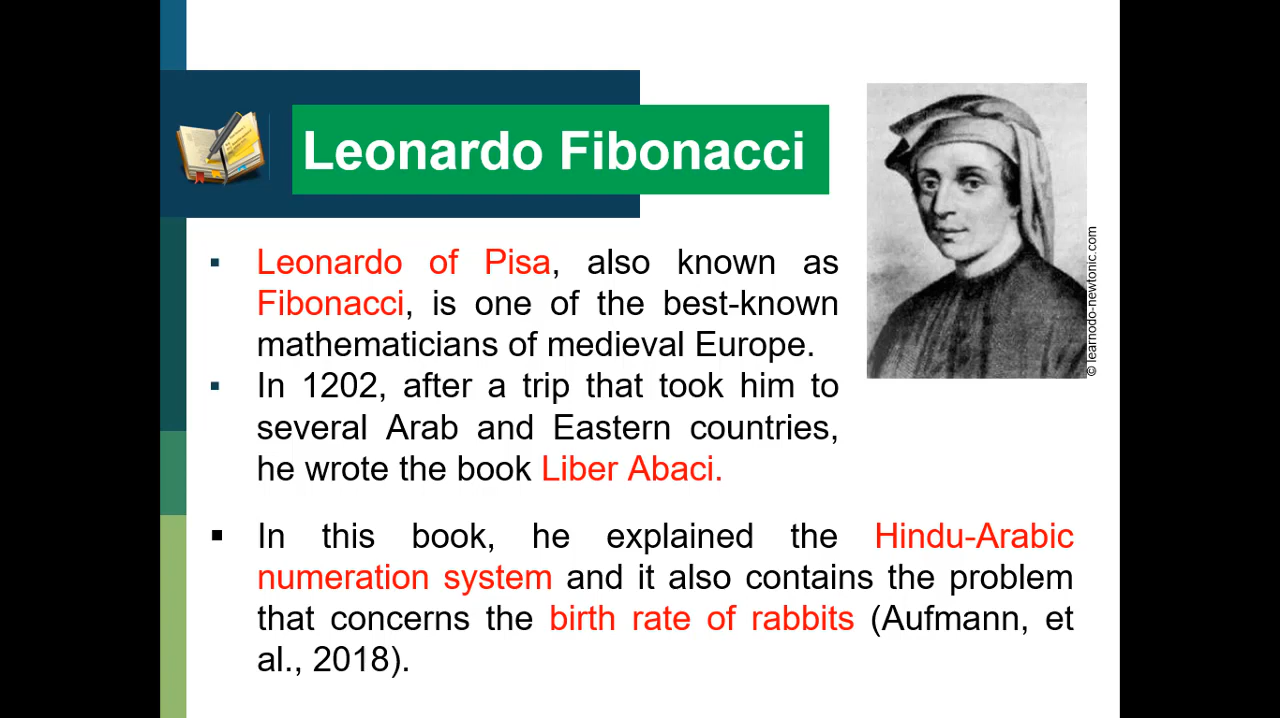 Leonardo Fibonacci
▪ Leonardo of Pisa, also known as
Fibonacci, is one of the best-known
mathematicians of medieval Europe.
▪ In 1202, after a trip that took him to
several Arab and Eastern countries,
he wrote the book Liber Abaci.
▪ In this book, he explained the Hindu-Arabic
numeration system and it also contains the problem
that concerns the birth rate of rabbits (Aufmann, et
al., 2018).
© learnodo-newtonic.com